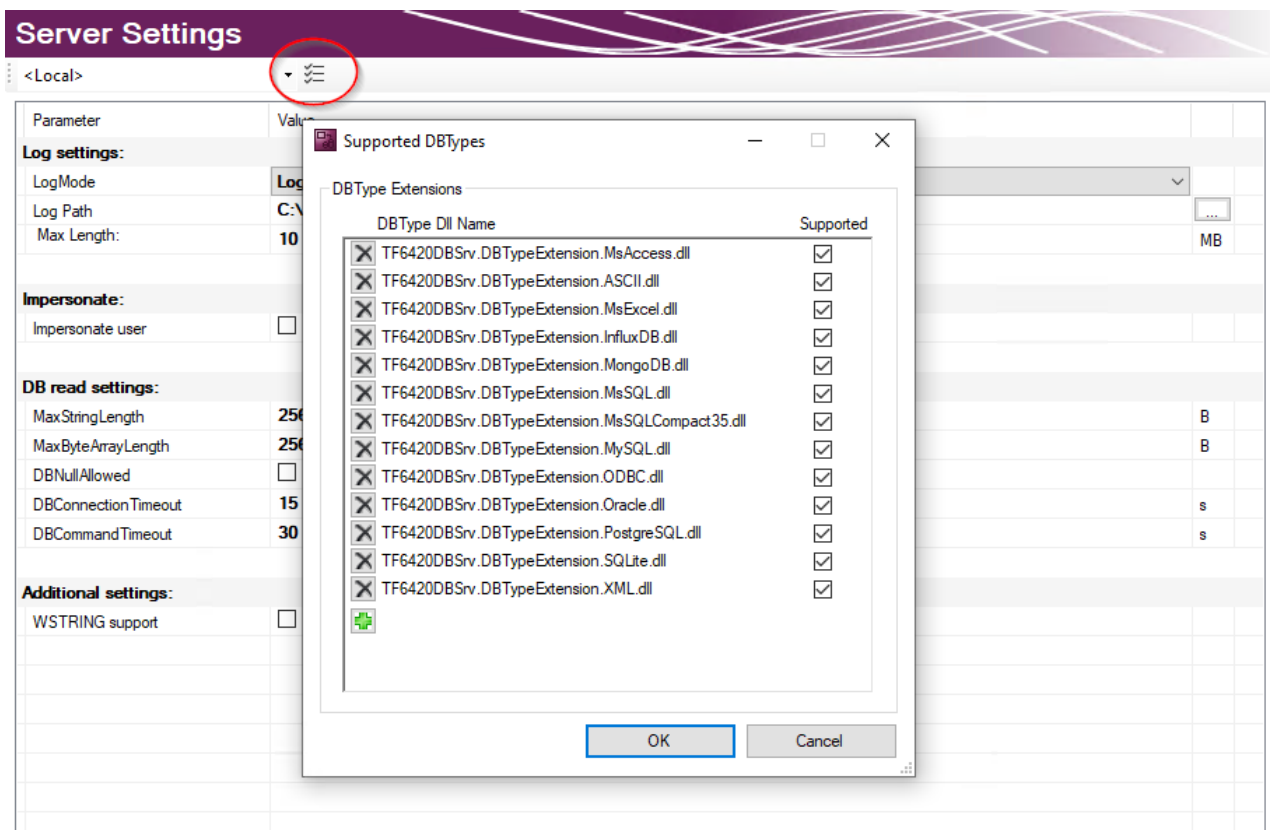 Server Settings
<Local>
Parameter
Log settings:
LogMode
Log Path
C:\
...
Max Length:
10
MB
Impersonate:
Impersonate user
DB read settings:
MaxStringLength
256
B
MaxByteArrayLength
256
B
DBNullAllowed
DBConnectionTimeout
15
s
DBCommandTimeout
30
s
Additional settings:
WSTRING support
Supported DBTypes
DBType Extensions
DBType Dll Name Supported
TF6420DBSrv.DBTypeExtension.MsAccess.dll
TF6420DBSrv.DBTypeExtension.ASCII.dll
TF6420DBSrv.DBTypeExtension.MsExcel.dll
TF6420DBSrv.DBTypeExtension.InfluxDB.dll
TF6420DBSrv.DBTypeExtension.MongoDB.dll
TF6420DBSrv.DBTypeExtension.MsSQL.dll
TF6420DBSrv.DBTypeExtension.MsSQLCompact35.dll
TF6420DBSrv.DBTypeExtension.MySQL.dll
TF6420DBSrv.DBTypeExtension.ODBC.dll
TF6420DBSrv.DBTypeExtension.Oracle.dll
TF6420DBSrv.DBTypeExtension.PostgreSQL.dll
TF6420DBSrv.DBTypeExtension.SQLite.dll
TF6420DBSrv.DBTypeExtension.XML.dll
OK Cancel